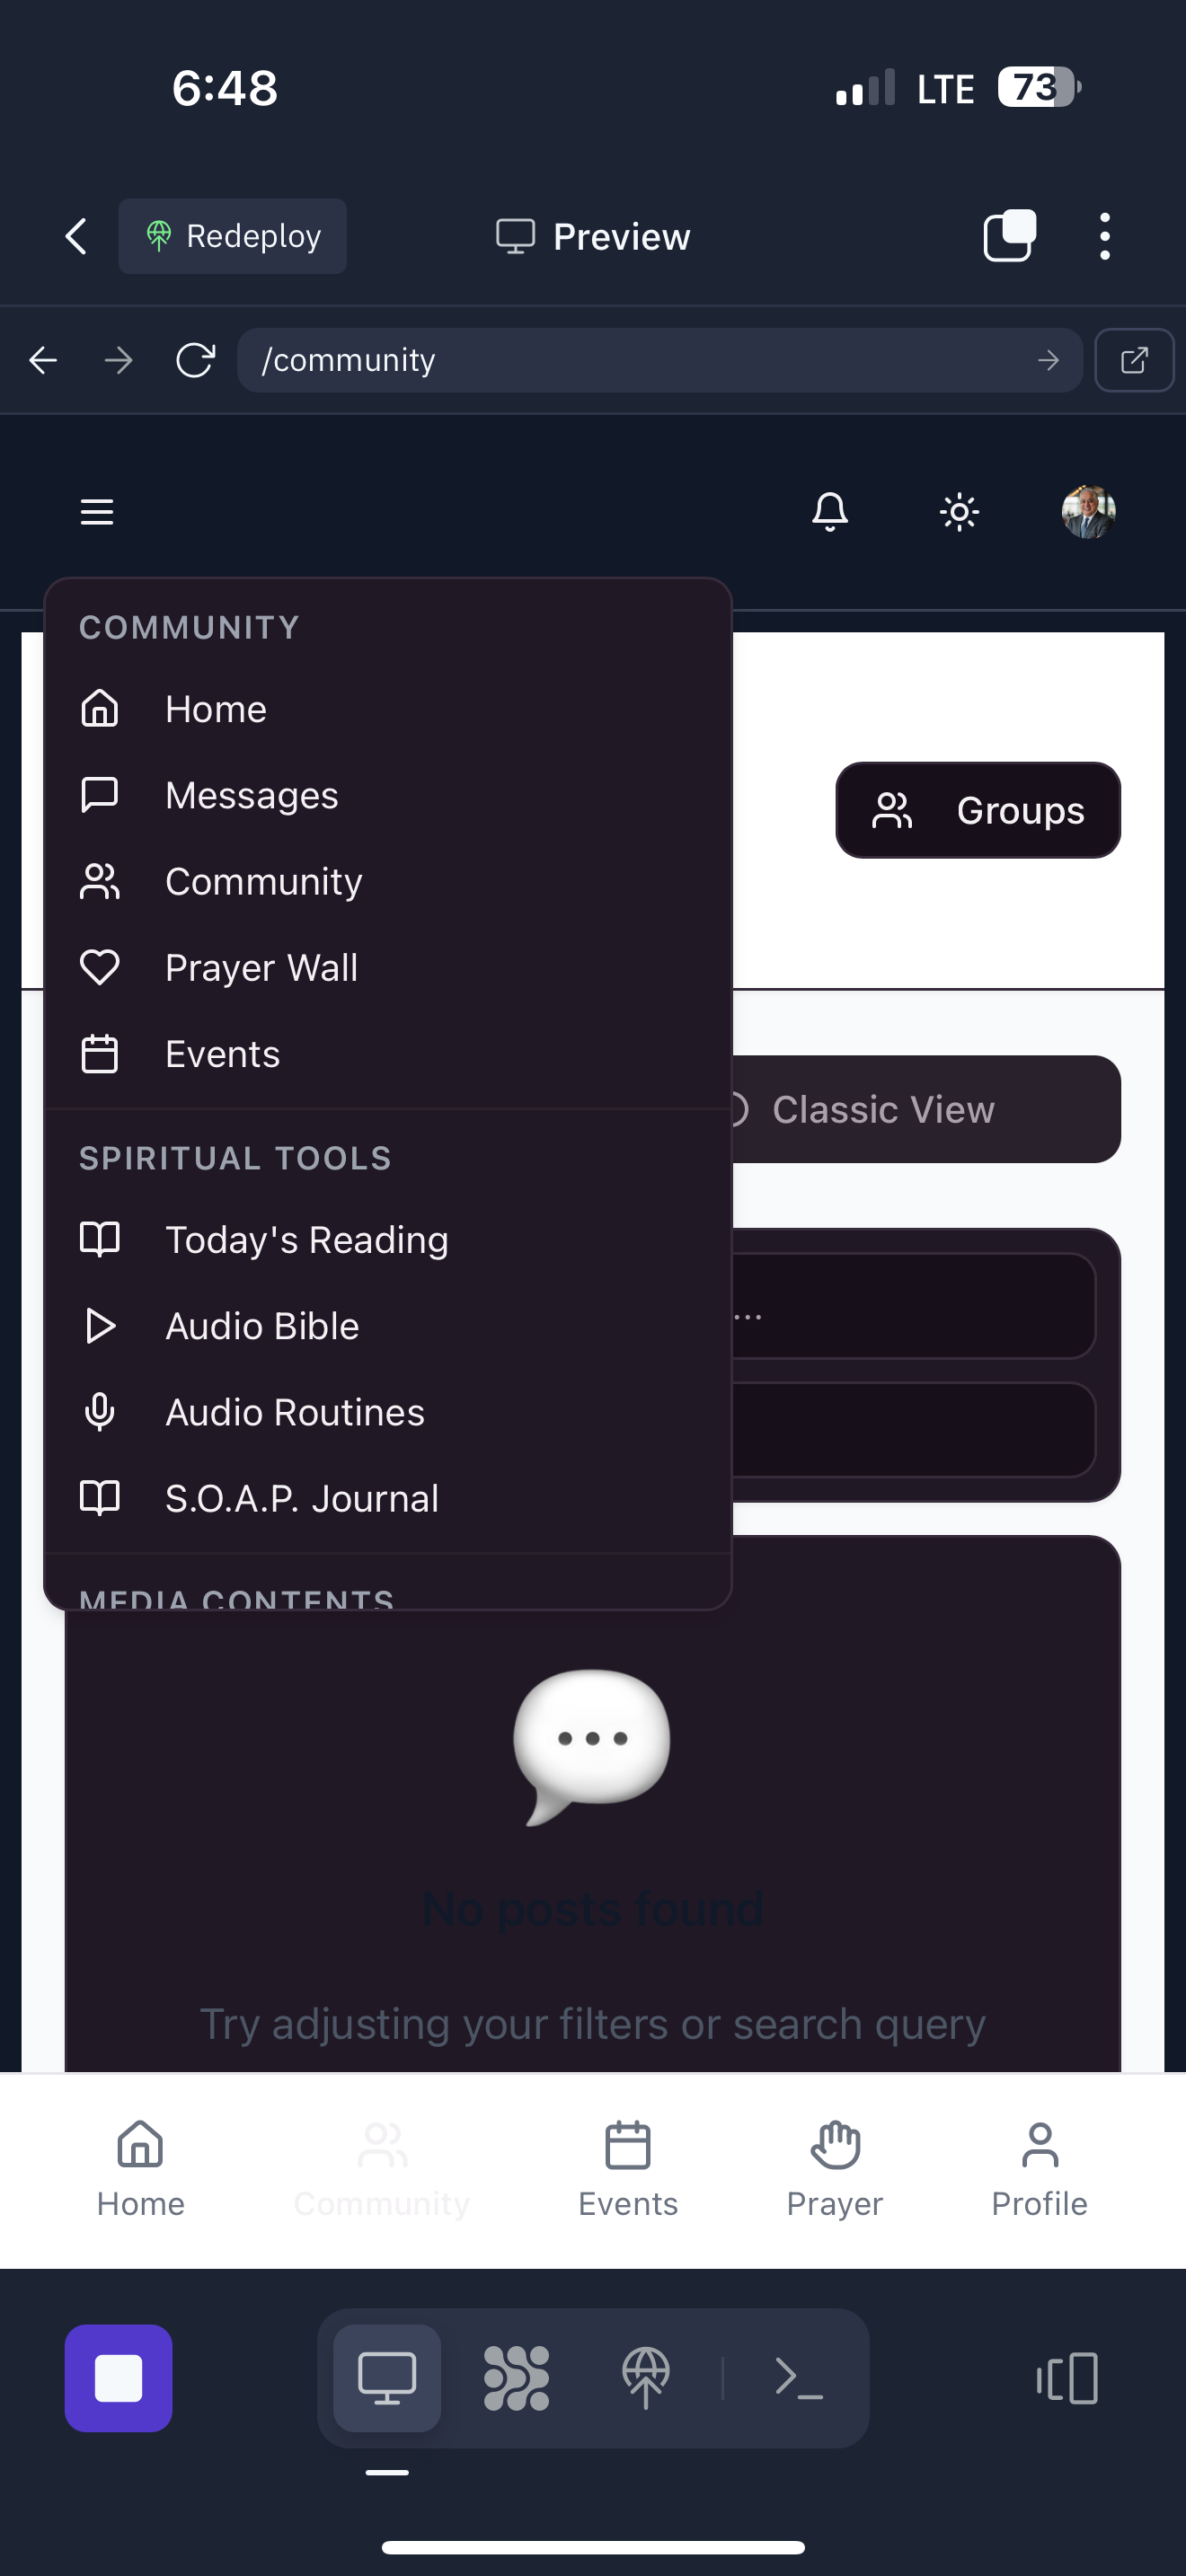 6:48
LTE
73
Redeploy
Preview
/community
COMMUNITY
Home
Messages
Community
Prayer Wall
Events
Groups
Classic View
SPIRITUAL TOOLS
Today's Reading
Audio Bible
Audio Routines
S.O.A.P. Journal
...
MEDIA CONTENTS
No posts found
Try adjusting your filters or search query
Home
Community
Events
Prayer
Profile